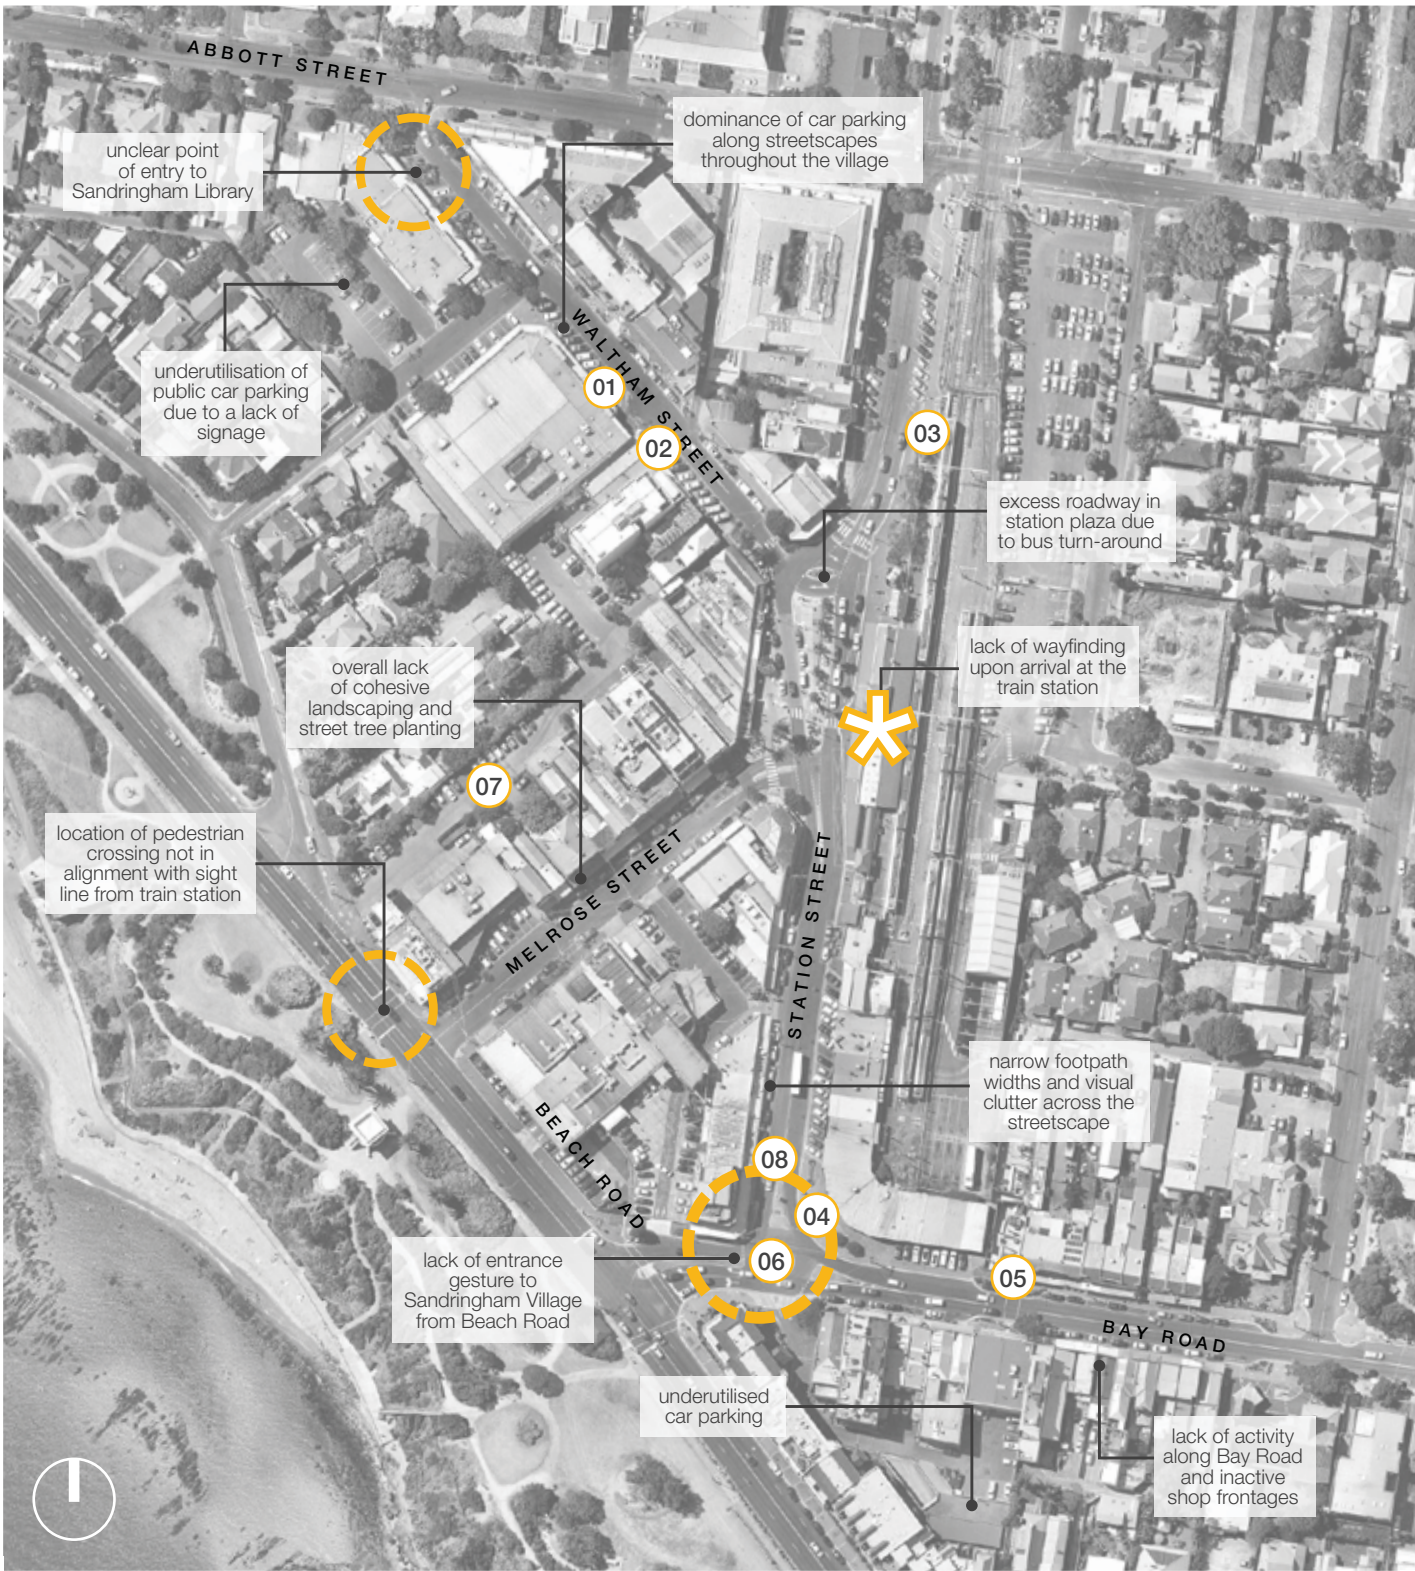 ABBOTT STREET
dominance of car parking
along streetscapes
throughout the village
unclear point
of entry to
Sandringham Library
WALTHAM STREET
underutilisation of
public car parking
due to a lack of
signage
01
02
03
excess roadway in
station plaza due
to bus turn-around
lack of wayfinding
upon arrival at the
train station
overall lack
of cohesive
landscaping and
street tree planting
07
location of pedestrian
crossing not in
alignment with sight
line from train station
MELROSE STREET
STATION STREET
narrow footpath
widths and visual
clutter across the
streetscape
BEACH ROAD
08
04
06
05
lack of entrance
gesture to
Sandringham Village
from Beach Road
BAY ROAD
underutilised
car parking
lack of activity
along Bay Road
and inactive
shop frontages